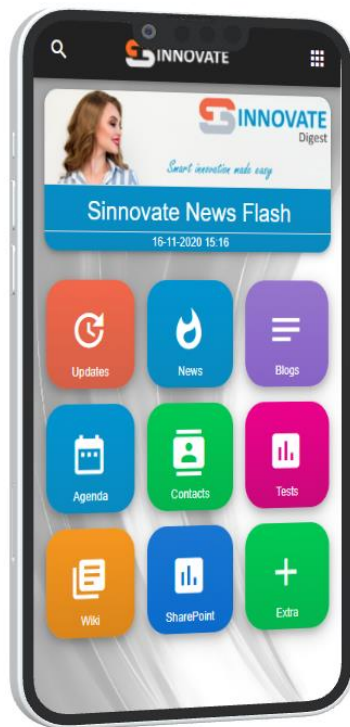 SINNOVATE
SINNOVATE
Digest
Smart innovation made easy
Sinnovate News Flash
16-11-2020 15:16
Updates
News
Blogs
Agenda
Contacts
Tests
Wiki
SharePoint
Extra